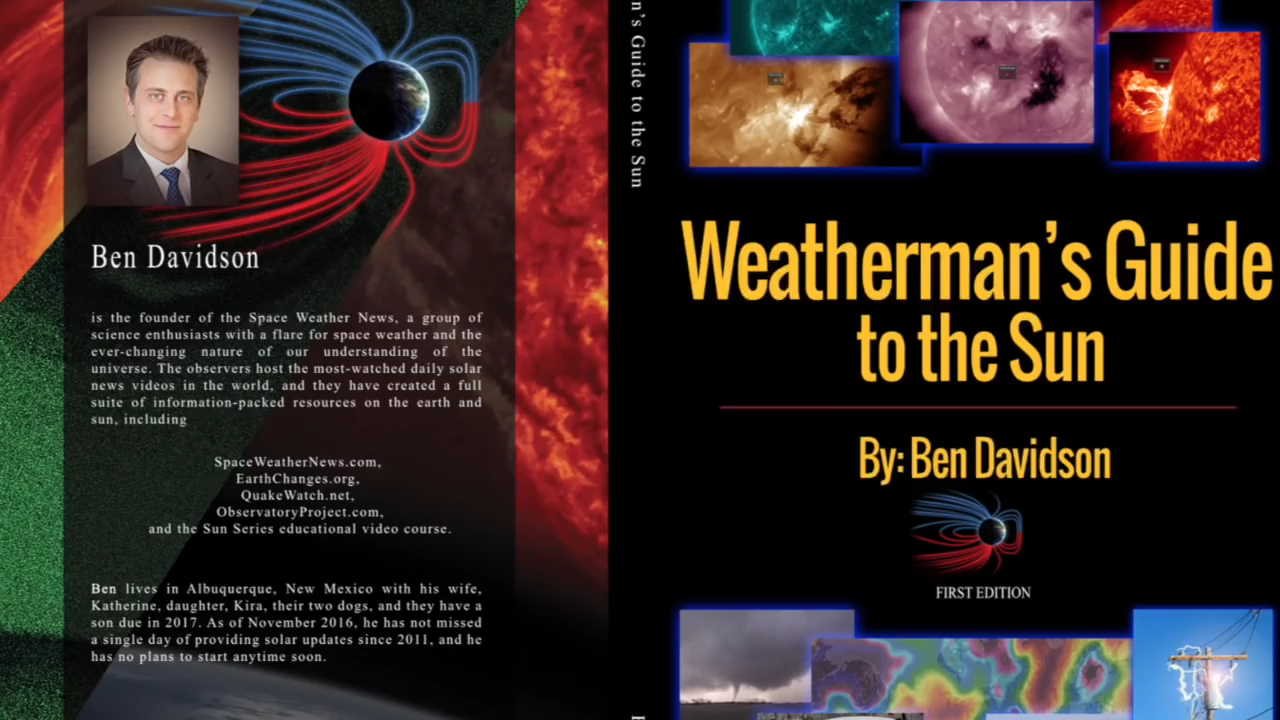 Ben Davidson
is the founder of the Space Weather News, a group of
science enthusiasts with a flare for space weather and the
ever-changing nature of our understanding of the
universe. The observers host the most-watched daily solar
news videos in the world, and they have created a full
suite of information-packed resources on the earth and
sun, including
SpaceWeatherNews.com,
EarthChanges.org,
QuakeWatch.net,
ObservatoryProject.com,
and the Sun Series educational video course.
Ben lives in Albuquerque, New Mexico with his wife,
Katherine, daughter, Kira, their two dogs, and they have a
son due in 2017. As of November 2016, he has not missed
a single day of providing solar updates since 2011, and he
has no plans to start anytime soon.
n's Guide to the Sun
Weatherman's Guide
to the Sun
By: Ben Davidson
FIRST EDITION